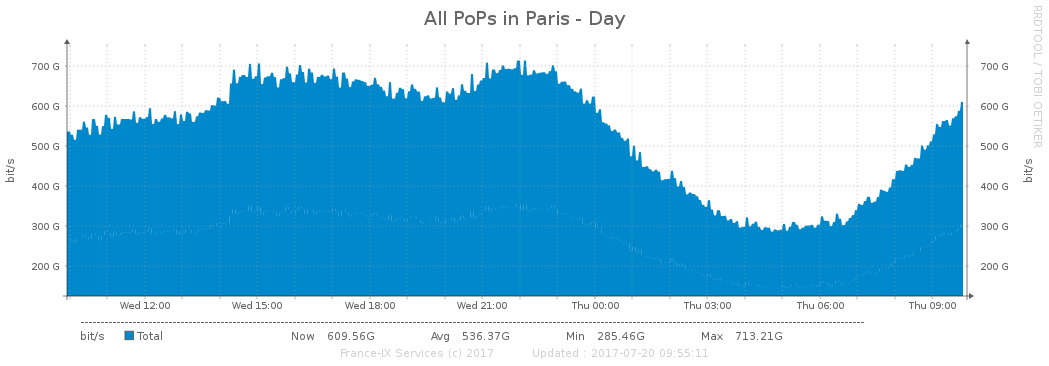 All PoPs in Paris - Day
RRDTOOL / TOBI OETIKER
700 G 700 G
600 G 600 G
500 G 500 G
400 G 400 G
300 G 300 G
200 G 200 G
bit/s bit/s
Wed 12:00 Wed 15:00 Wed 18:00 Wed 21:00 Thu 00:00 Thu 03:00 Thu 06:00 Thu 09:00
bit/s Total Now 609.56G Avg 536.37G Min 285.46G Max 713.21G
France-IX Services (c) 2017 Updated : 2017-07-20 09:55:11